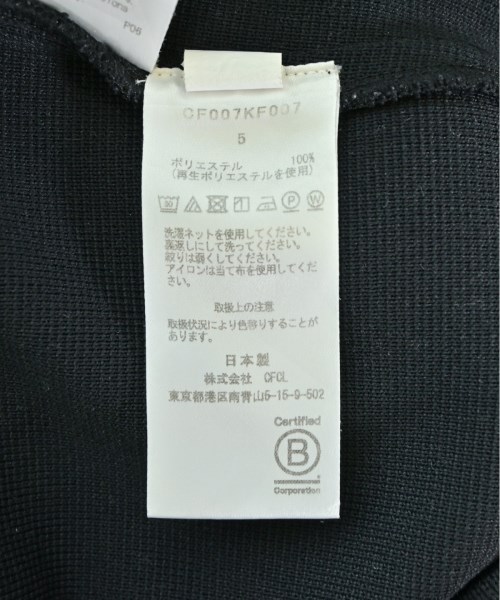 P06
CF007KF007
5
ポリエステル 100%
(再生ポリエステルを使用)
洗濯ネットを使用してください。
裏返しにして洗ってください。
絞りは弱くしてください。
アイロンは当て布を使用してください。
取扱上の注意
取扱状況により色移りすることが
あります。
日本製
株式会社 CFCL
東京都港区南青山5-15-9-502
Certified
B
Corporation